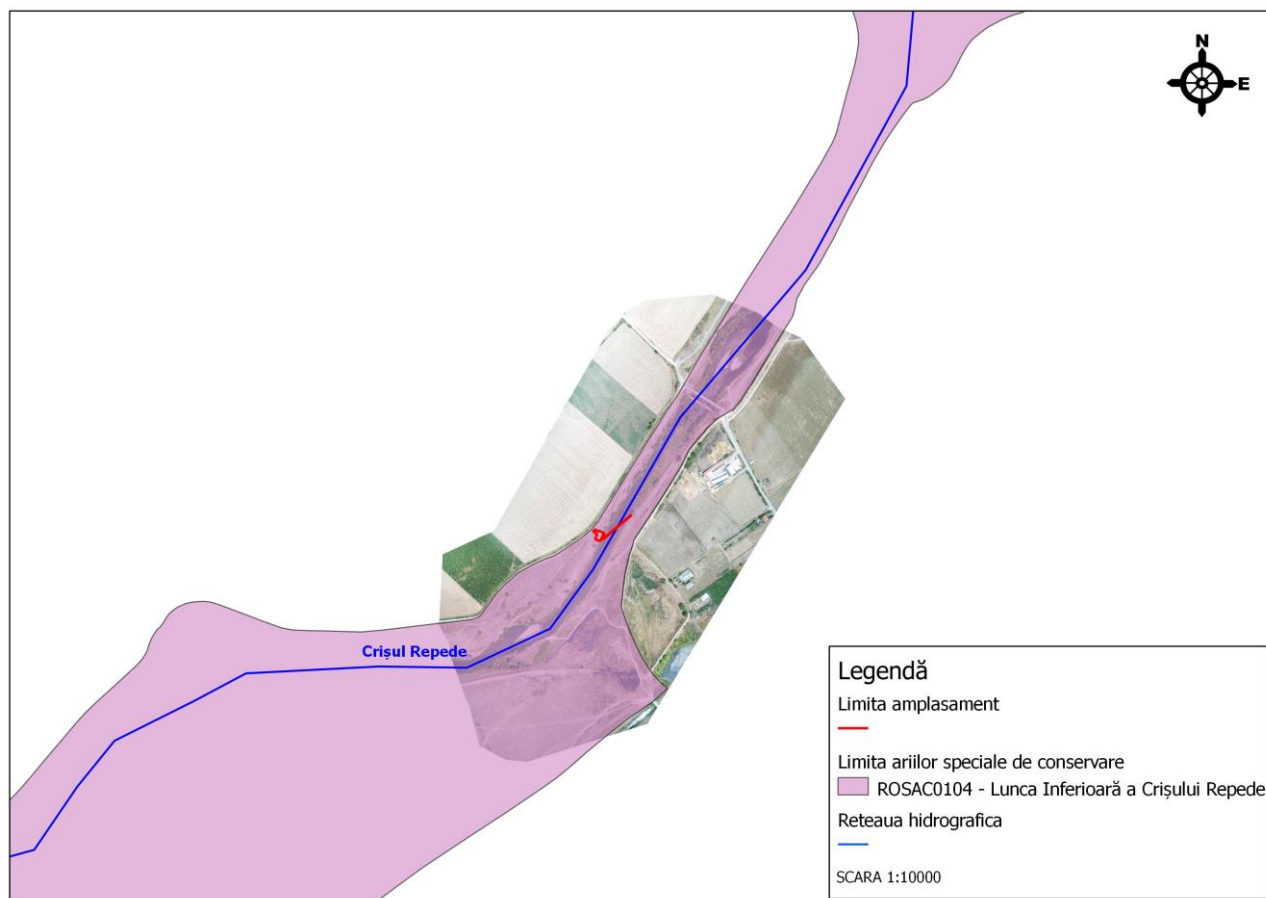 N
E
Crișul Repede
Legendă
Limita amplasament
Limita ariilor speciale de conservare
ROSAC0104 - Lunca Inferioară a Crișului Repede
Reteaua hidrografica
SCARA 1:10000